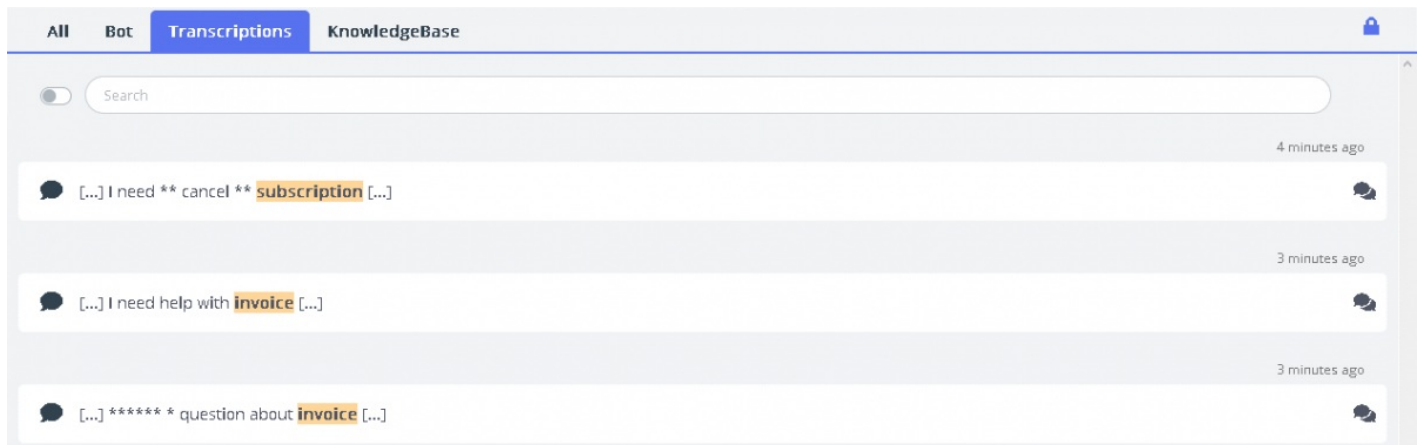 All Bot Transcriptions KnowledgeBase
Search
4 minutes ago
[...] I need ** cancel ** subscription [...]
3 minutes ago
[...] I need help with invoice [...]
3 minutes ago
[...] ****** * question about invoice [...]